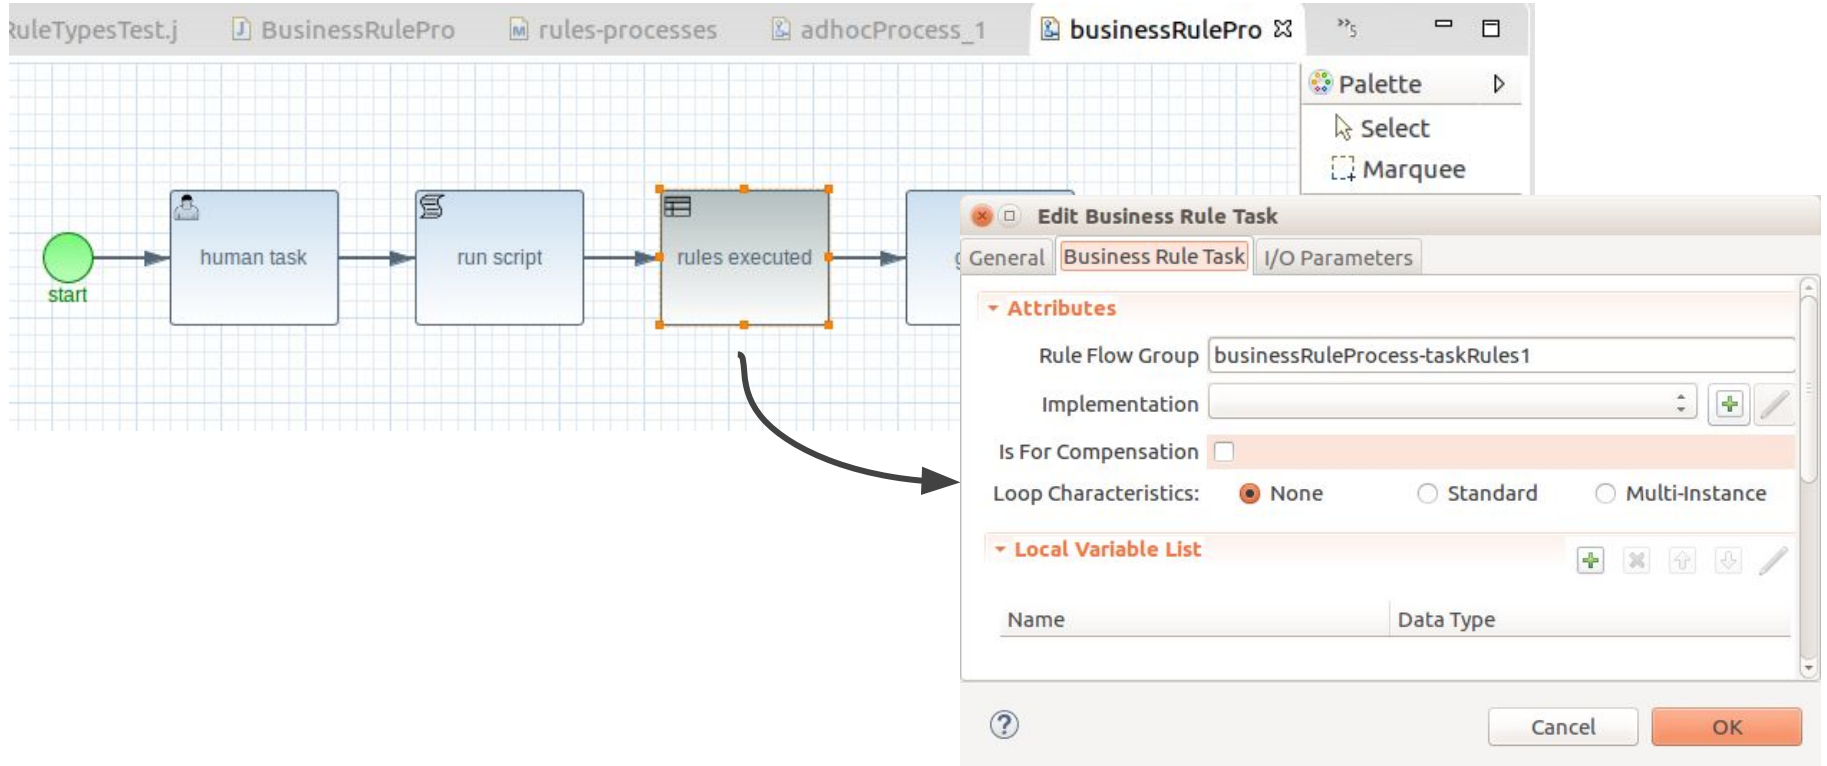 RuleTypesTest.j BusinessRulePro rules-processes adhocProcess_1 businessRulePro »5
Palette
Select
Marquee
start
human task
run script
rules executed
g
Edit Business Rule Task
General Business Rule Task I/O Parameters
Attributes
Rule Flow Group businessRuleProcess-taskRules1
Implementation
Is For Compensation
Loop Characteristics: None Standard Multi-Instance
Local Variable List
Name Data Type
Cancel OK